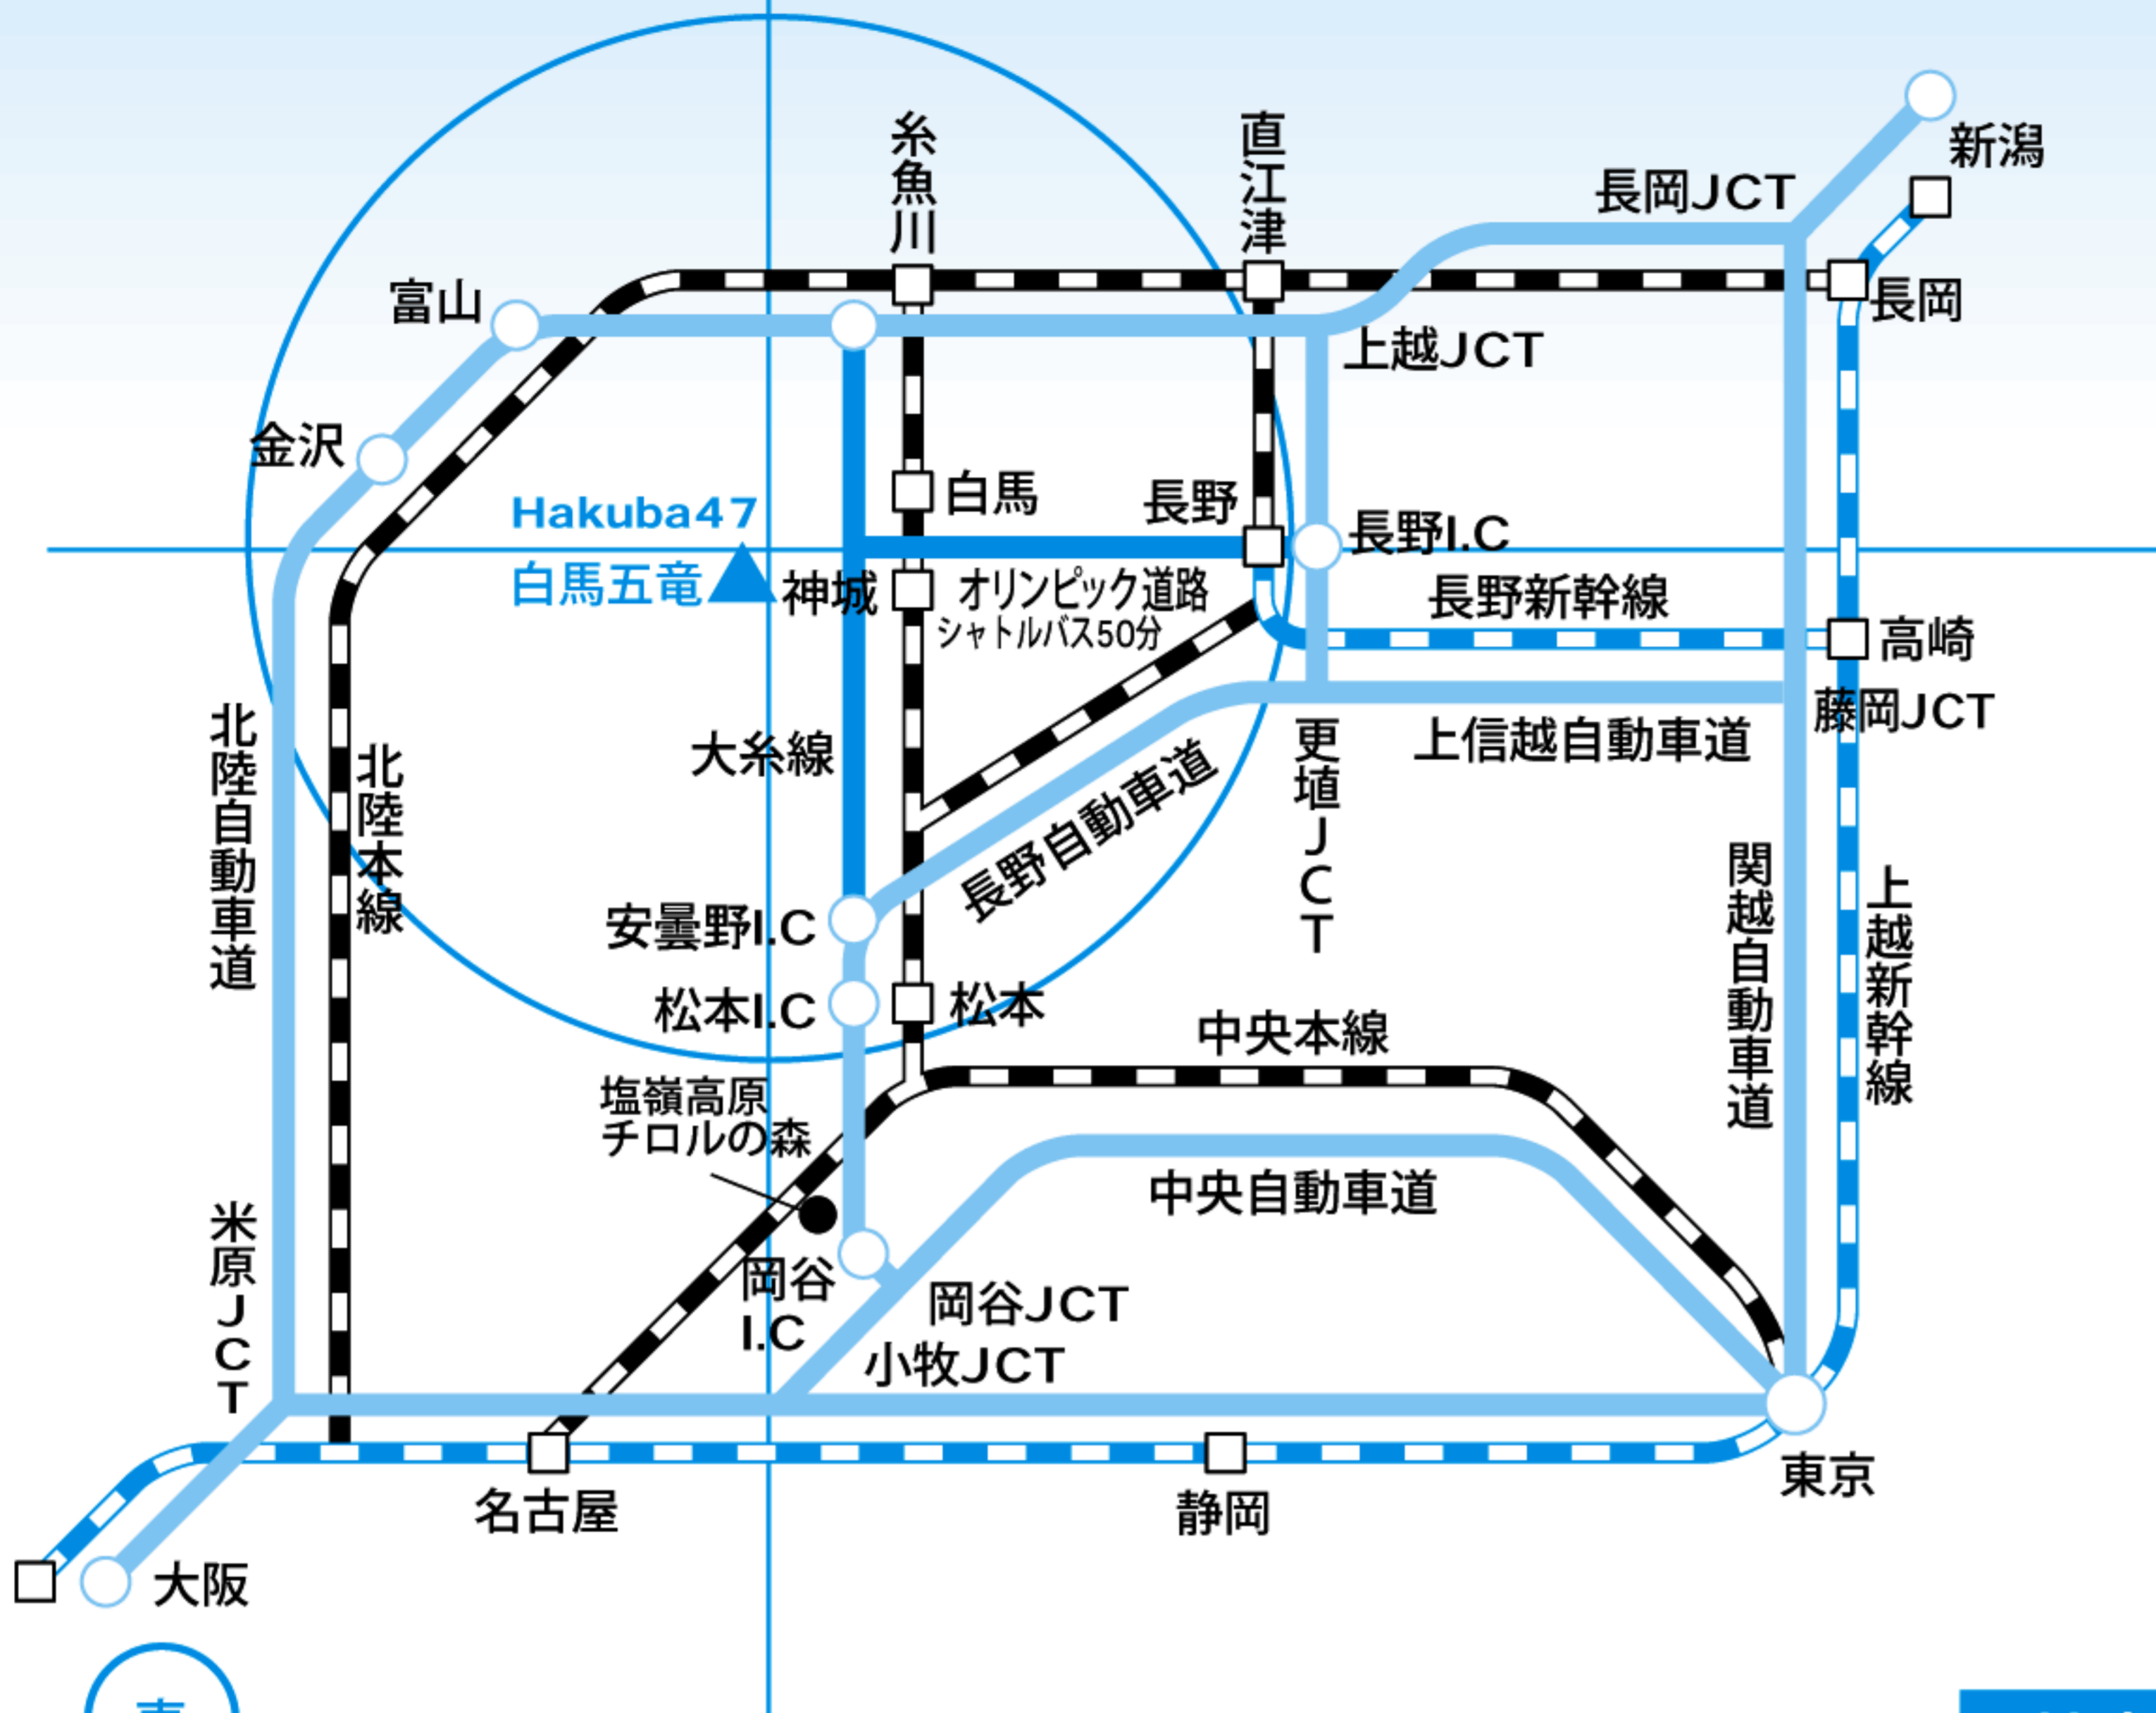 糸魚川
直江津
新潟
長岡JCT
富山
長岡
上越JCT
金沢
白馬
長野
Hakuba47
長野I.C
白馬五竜
神城
オリンピック道路
シャトルバス50分
長野新幹線
高崎
藤岡JCT
上信越自動車道
大糸線
更埴JCT
北陸自動車道
北陸本線
長野自動車道
関越自動車道
上越新幹線
安曇野I.C
松本I.C
松本
中央本線
塩嶺高原
チロルの森
中央自動車道
米原JCT
岡谷
I.C
岡谷JCT
小牧JCT
東京
名古屋
静岡
大阪